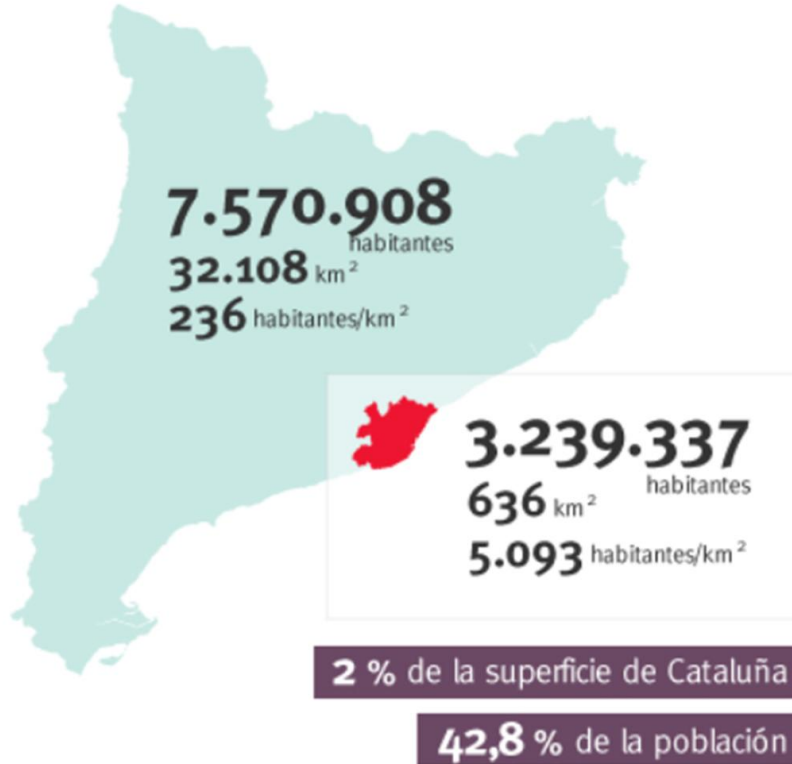 7.570.908
habitantes
32.108 km²
236 habitantes/km²
3.239.337
habitantes
636 km²
5.093 habitantes/km²
2 % de la superficie de Cataluña
42,8 % de la población